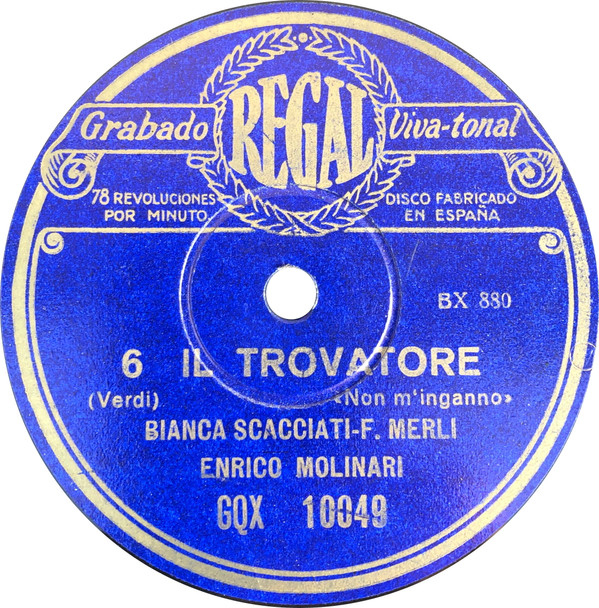 REGAL
Grabado Viva-tonal
78 REVOLUCIONES POR MINUTO
DISCO FABRICADO EN ESPAÑA
BX 880
6 IL TROVATORE
(Verdi) «Non m'inganno»
BIANCA SCACCIATI-F. MERLI
ENRICO MOLINARI
GQX 10049